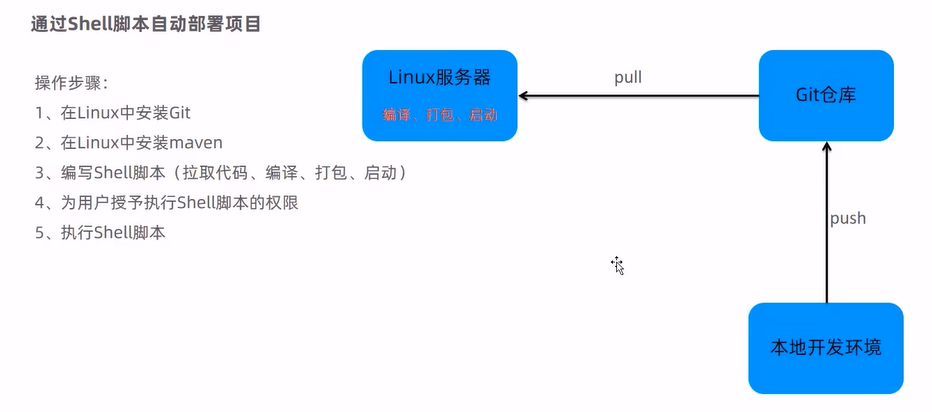 通过Shell脚本自动部署项目
操作步骤：
1、在Linux中安装Git
2、在Linux中安装maven
3、编写Shell脚本（拉取代码、编译、打包、启动）
4、为用户授予执行Shell脚本的权限
5、执行Shell脚本
Linux服务器
编译、打包、启动
pull
Git仓库
push
本地开发环境